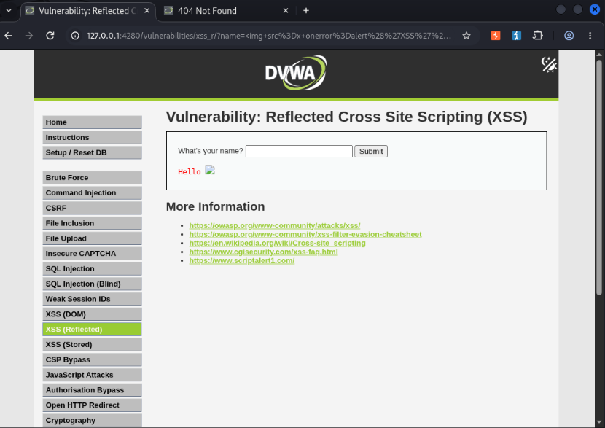 Vulnerability: Reflected C
404 Not Found
127.0.0.1:4280/vulnerabilities/xss_r/?name=<img+src%3Dx+onerror%3Dalert%28%27XSS%27%2...
DVWA
Home
Instructions
Setup / Reset DB
Brute Force
Command Injection
CSRF
File Inclusion
File Upload
Insecure CAPTCHA
SQL Injection
SQL Injection (Blind)
Weak Session IDs
XSS (DOM)
XSS (Reflected)
XSS (Stored)
CSP Bypass
JavaScript Attacks
Authorisation Bypass
Open HTTP Redirect
Cryptography
Vulnerability: Reflected Cross Site Scripting (XSS)
What's your name? Submit
Hello
More Information
https://owasp.org/www-community/attacks/xss/
https://owasp.org/www-community/xss-filter-evasion-cheatsheet
https://en.wikipedia.org/wiki/Cross-site_scripting
https://www.cgisecurity.com/xss-faq.html
https://www.scriptalert1.com/